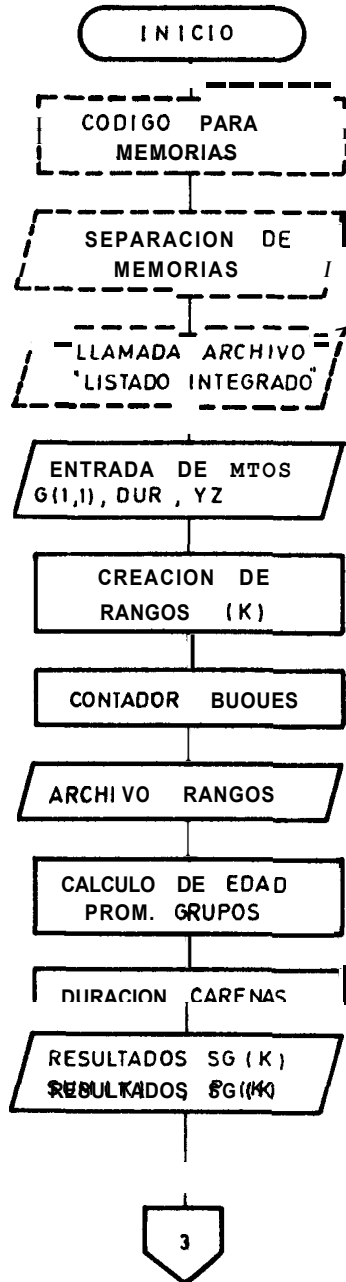 INICIO
CODIGO PARA
MEMORIAS
SEPARACION DE
MEMORIAS
LLAMADA ARCHIVO
"LISTADO INTEGRADO"
ENTRADA DE MTOS
G(1,1), DUR, YZ
CREACION DE
RANGOS (K)
CONTADOR BUQUES
ARCHIVO RANGOS
CALCULO DE EDAD
PROM. GRUPOS
DURACION CARENAS
RESULTADOS SG(K)
3